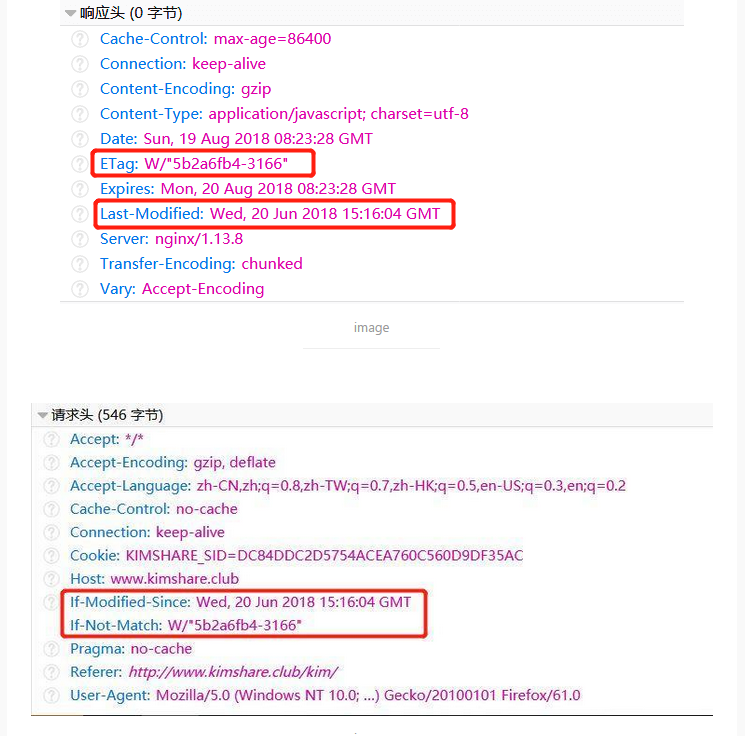 响应头 (0 字节)
Cache-Control: max-age=86400
Connection: keep-alive
Content-Encoding: gzip
Content-Type: application/javascript; charset=utf-8
Date: Sun, 19 Aug 2018 08:23:28 GMT
ETag: W/"5b2a6fb4-3166"
Expires: Mon, 20 Aug 2018 08:23:28 GMT
Last-Modified: Wed, 20 Jun 2018 15:16:04 GMT
Server: nginx/1.13.8
Transfer-Encoding: chunked
Vary: Accept-Encoding
image
请求头 (546 字节)
Accept: */*
Accept-Encoding: gzip, deflate
Accept-Language: zh-CN,zh;q=0.8,zh-TW;q=0.7,zh-HK;q=0.5,en-US;q=0.3,en;q=0.2
Cache-Control: no-cache
Connection: keep-alive
Cookie: KIMSHARE_SID=DC84DDC2D5754ACEA760C560D9DF35AC
Host: www.kimshare.club
If-Modified-Since: Wed, 20 Jun 2018 15:16:04 GMT
If-Not-Match: W/"5b2a6fb4-3166"
Pragma: no-cache
Referer: http://www.kimshare.club/kim/
User-Agent: Mozilla/5.0 (Windows NT 10.0; ...) Gecko/20100101 Firefox/61.0